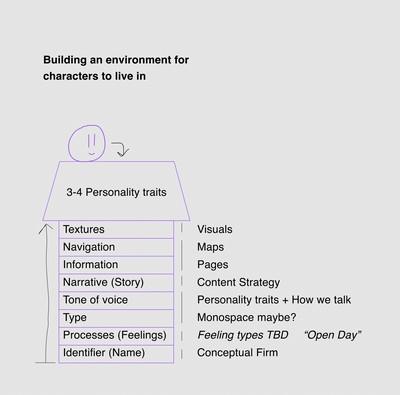 Building an environment for
characters to live in
3-4 Personality traits
Textures | Visuals
Navigation | Maps
Information | Pages
Narrative (Story) | Content Strategy
Tone of voice | Personality traits + How we talk
Type | Monospace maybe?
Processes (Feelings) | Feeling types TBD “Open Day”
Identifier (Name) | Conceptual Firm